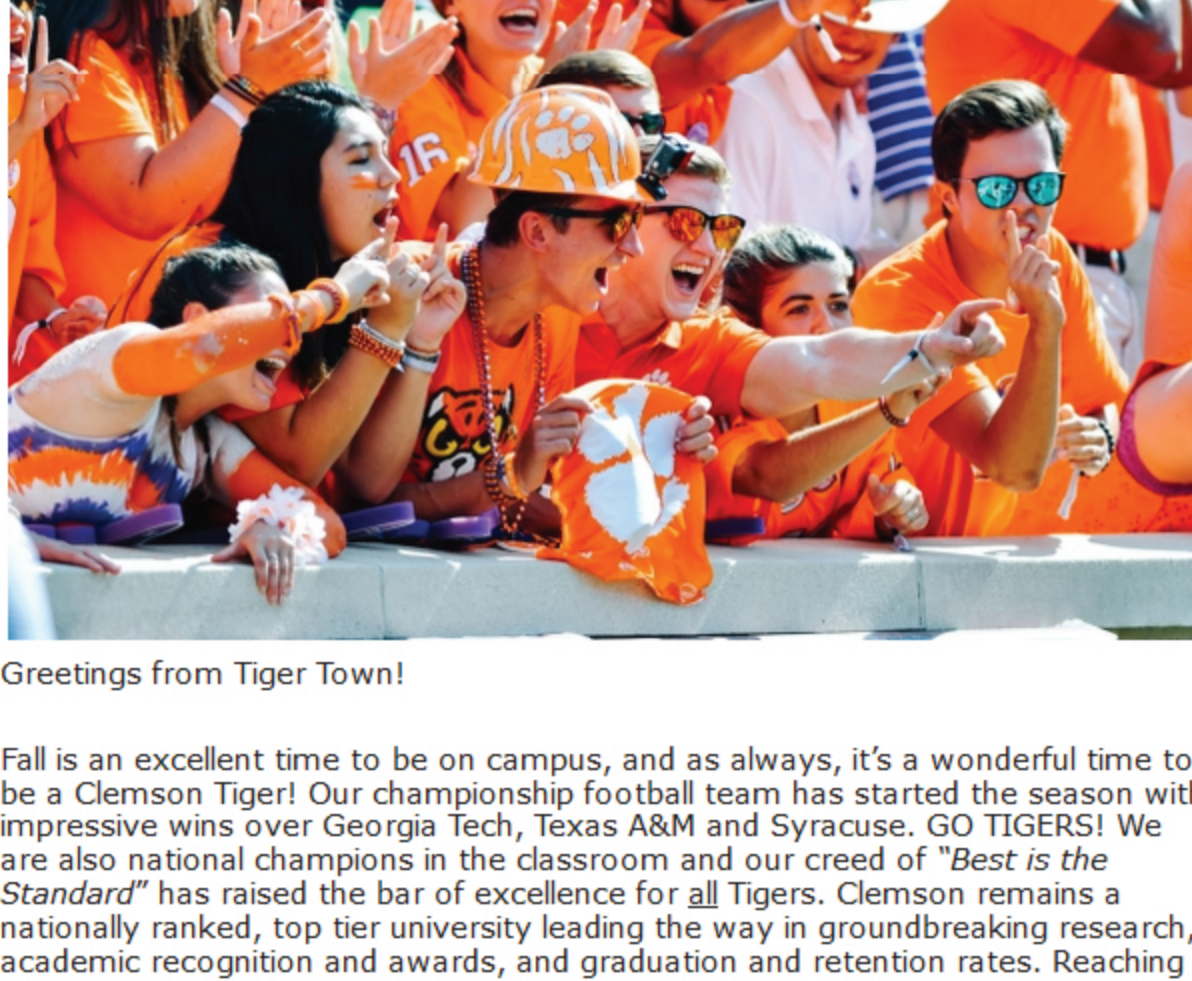 16
Greetings from Tiger Town!
Fall is an excellent time to be on campus, and as always, it's a wonderful time to
be a Clemson Tiger! Our championship football team has started the season with
impressive wins over Georgia Tech, Texas A&M and Syracuse. GO TIGERS! We
are also national champions in the classroom and our creed of “Best is the
Standard” has raised the bar of excellence for all Tigers. Clemson remains a
nationally ranked, top tier university leading the way in groundbreaking research,
academic recognition and awards, and graduation and retention rates. Reaching